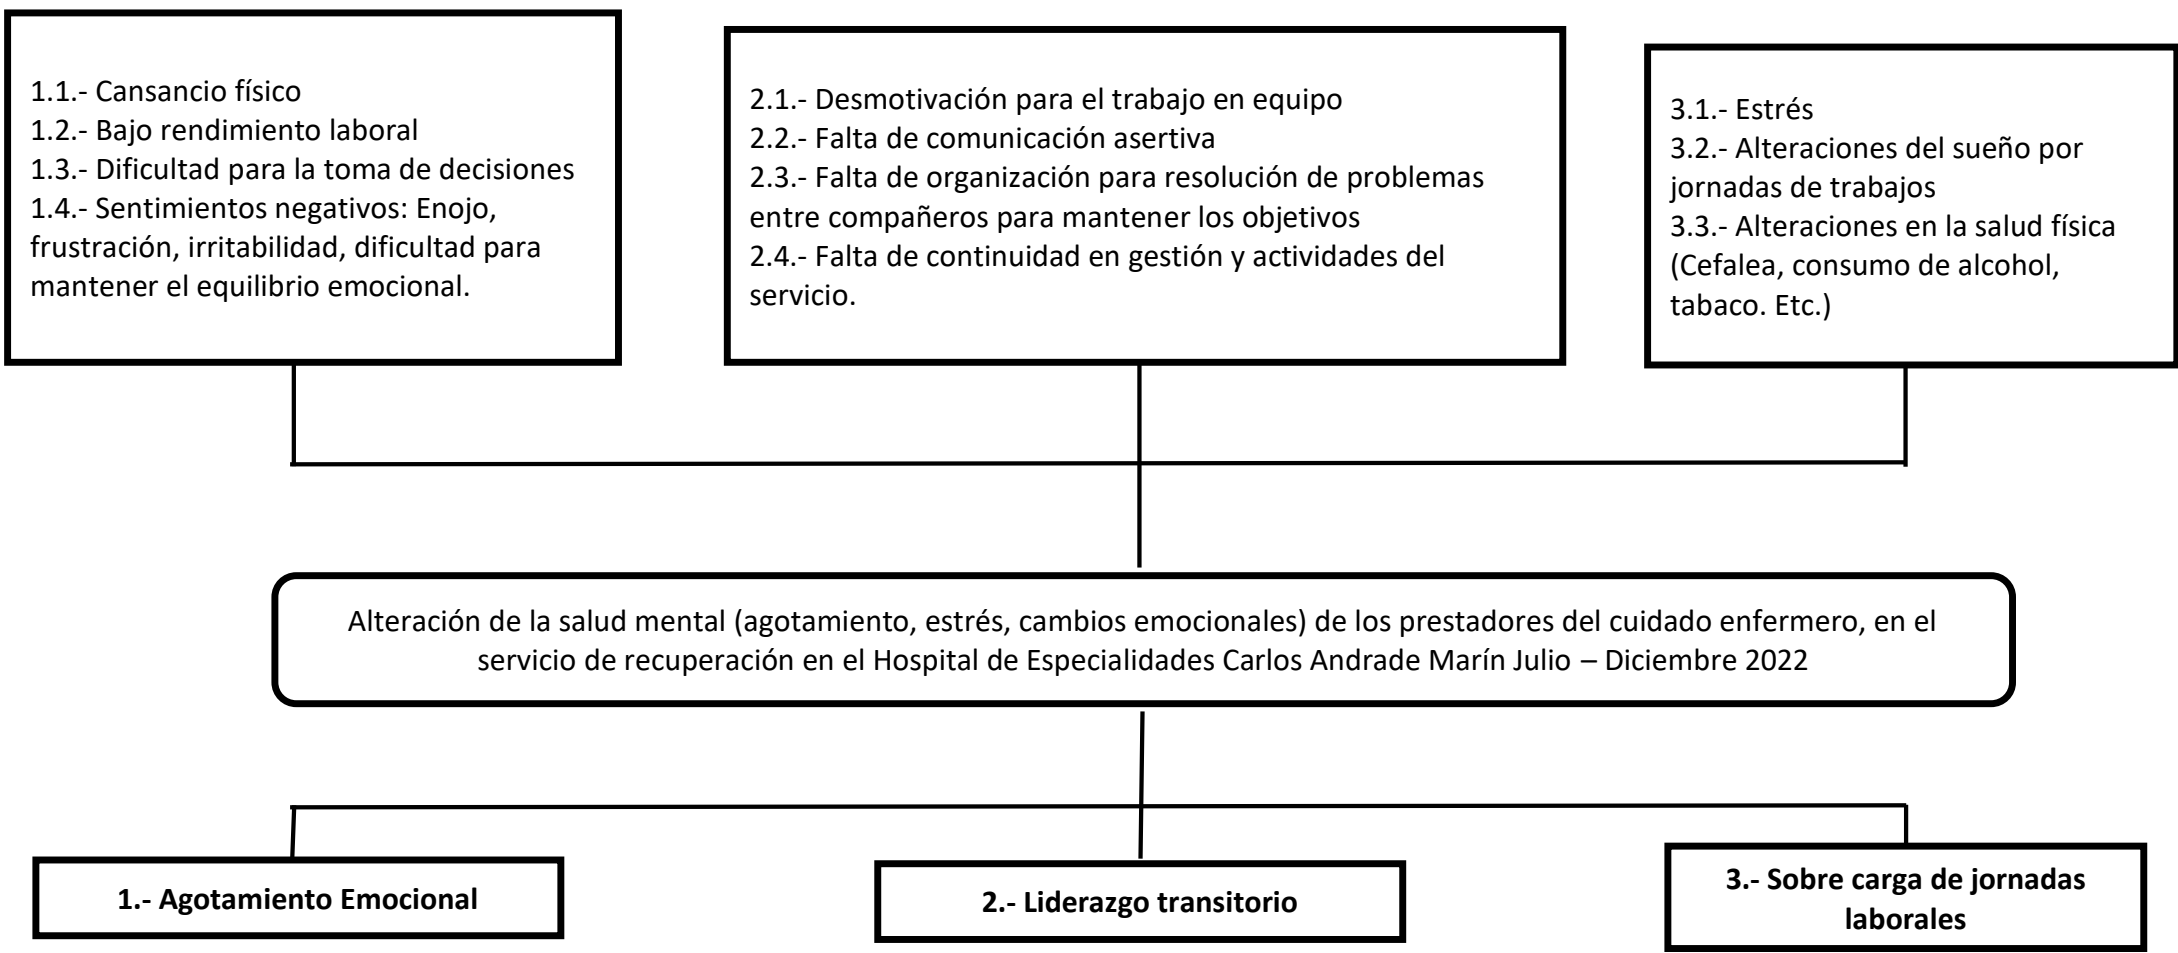 1.1.- Cansancio físico
1.2.- Bajo rendimiento laboral
1.3.- Dificultad para la toma de decisiones
1.4.- Sentimientos negativos: Enojo,
frustración, irritabilidad, dificultad para
mantener el equilibrio emocional.
2.1.- Desmotivación para el trabajo en equipo
2.2.- Falta de comunicación asertiva
2.3.- Falta de organización para resolución de problemas
entre compañeros para mantener los objetivos
2.4.- Falta de continuidad en gestión y actividades del
servicio.
3.1.- Estrés
3.2.- Alteraciones del sueño por
jornadas de trabajos
3.3.- Alteraciones en la salud física
(Cefalea, consumo de alcohol,
tabaco. Etc.)
Alteración de la salud mental (agotamiento, estrés, cambios emocionales) de los prestadores del cuidado enfermero, en el
servicio de recuperación en el Hospital de Especialidades Carlos Andrade Marín Julio – Diciembre 2022
1.- Agotamiento Emocional
2.- Liderazgo transitorio
3.- Sobre carga de jornadas
laborales